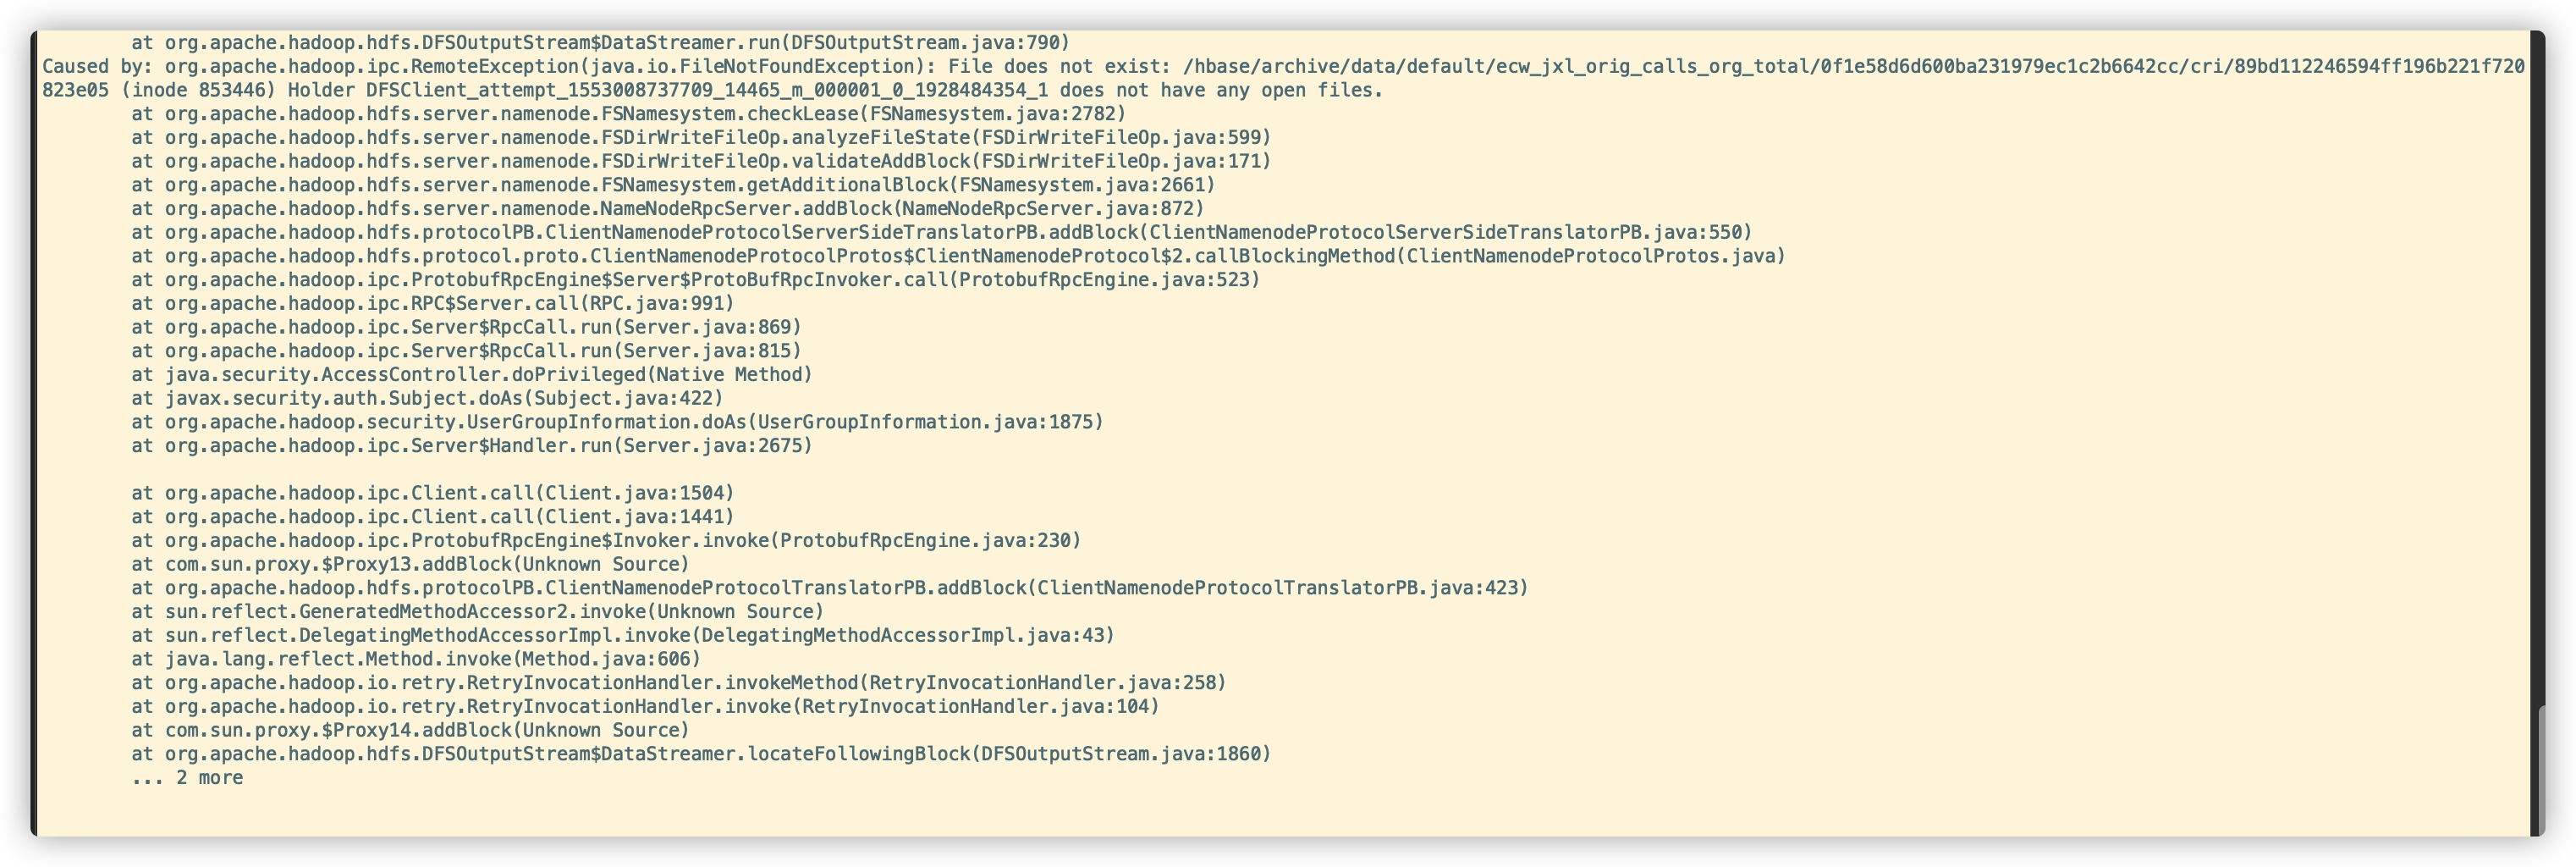 at org.apache.hadoop.hdfs.DFSOutputStream$DataStreamer.run(DFSOutputStream.java:790)
Caused by: org.apache.hadoop.ipc.RemoteException(java.io.FileNotFoundException): File does not exist: /hbase/archive/data/default/ecw_jxl_orig_calls_org_total/0f1e58d6d600ba231979ec1c2b6642cc/cri/89bd112246594ff196b221f720
823e05 (inode 853446) Holder DFSClient_attempt_1553008737709_14465_m_000001_0_1928484354_1 does not have any open files.
at org.apache.hadoop.hdfs.server.namenode.FSNamesystem.checkLease(FSNamesystem.java:2782)
at org.apache.hadoop.hdfs.server.namenode.FSDirWriteFileOp.analyzeFileState(FSDirWriteFileOp.java:599)
at org.apache.hadoop.hdfs.server.namenode.FSDirWriteFileOp.validateAddBlock(FSDirWriteFileOp.java:171)
at org.apache.hadoop.hdfs.server.namenode.FSNamesystem.getAdditionalBlock(FSNamesystem.java:2661)
at org.apache.hadoop.hdfs.server.namenode.NameNodeRpcServer.addBlock(NameNodeRpcServer.java:872)
at org.apache.hadoop.hdfs.protocolPB.ClientNamenodeProtocolServerSideTranslatorPB.addBlock(ClientNamenodeProtocolServerSideTranslatorPB.java:550)
at org.apache.hadoop.hdfs.protocol.proto.ClientNamenodeProtocolProtos$ClientNamenodeProtocol$2.callBlockingMethod(ClientNamenodeProtocolProtos.java)
at org.apache.hadoop.ipc.ProtobufRpcEngine$Server$ProtoBufRpcInvoker.call(ProtobufRpcEngine.java:523)
at org.apache.hadoop.ipc.RPC$Server.call(RPC.java:991)
at org.apache.hadoop.ipc.Server$RpcCall.run(Server.java:869)
at org.apache.hadoop.ipc.Server$RpcCall.run(Server.java:815)
at java.security.AccessController.doPrivileged(Native Method)
at javax.security.auth.Subject.doAs(Subject.java:422)
at org.apache.hadoop.security.UserGroupInformation.doAs(UserGroupInformation.java:1875)
at org.apache.hadoop.ipc.Server$Handler.run(Server.java:2675)
at org.apache.hadoop.ipc.Client.call(Client.java:1504)
at org.apache.hadoop.ipc.Client.call(Client.java:1441)
at org.apache.hadoop.ipc.ProtobufRpcEngine$Invoker.invoke(ProtobufRpcEngine.java:230)
at com.sun.proxy.$Proxy13.addBlock(Unknown Source)
at org.apache.hadoop.hdfs.protocolPB.ClientNamenodeProtocolTranslatorPB.addBlock(ClientNamenodeProtocolTranslatorPB.java:423)
at sun.reflect.GeneratedMethodAccessor2.invoke(Unknown Source)
at sun.reflect.DelegatingMethodAccessorImpl.invoke(DelegatingMethodAccessorImpl.java:43)
at java.lang.reflect.Method.invoke(Method.java:606)
at org.apache.hadoop.io.retry.RetryInvocationHandler.invokeMethod(RetryInvocationHandler.java:258)
at org.apache.hadoop.io.retry.RetryInvocationHandler.invoke(RetryInvocationHandler.java:104)
at com.sun.proxy.$Proxy14.addBlock(Unknown Source)
at org.apache.hadoop.hdfs.DFSOutputStream$DataStreamer.locateFollowingBlock(DFSOutputStream.java:1860)
... 2 more